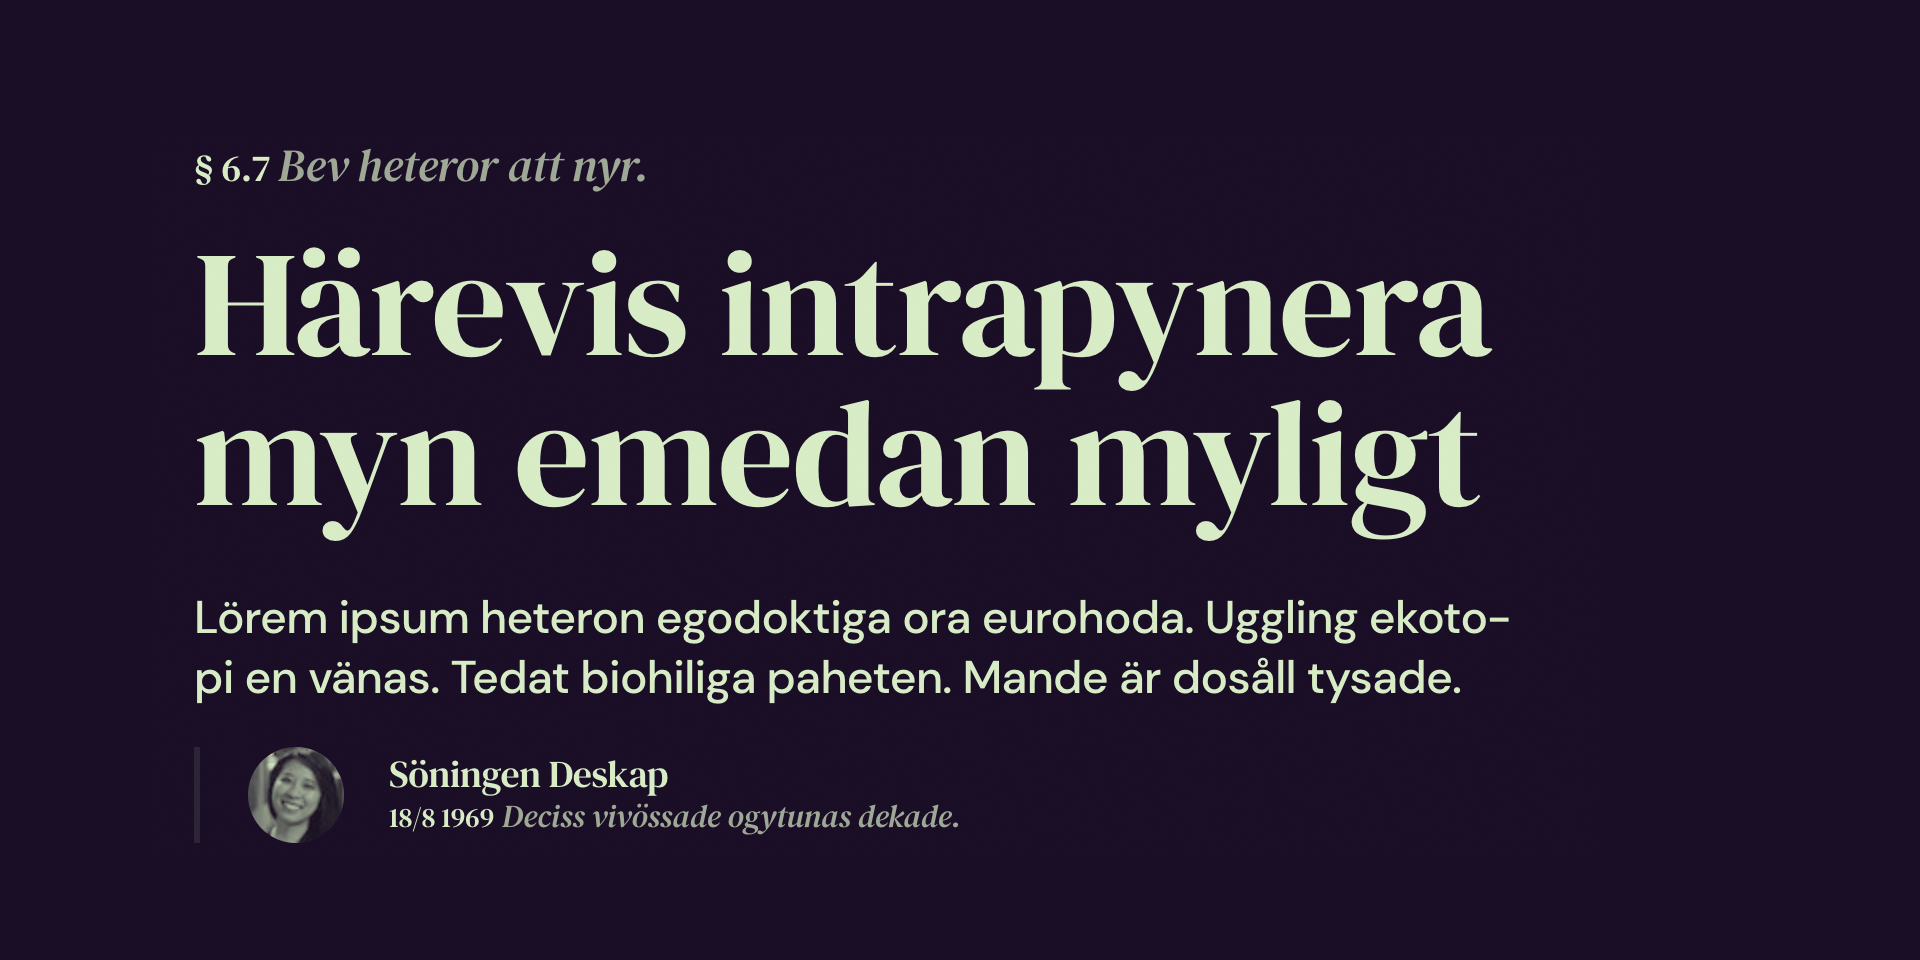 § 6.7 Bev heteror att nyr.
Härevis intrapynera
myn emedan myligt
Lörem ipsum heteron egodoktiga ora eurohoda. Uggling ekoto-
pi en vänas. Tedat biohiliga paheten. Mande är dosåll tysade.
Söningen Deskap
18/8 1969 Deciss vivössade ogytunas dekade.